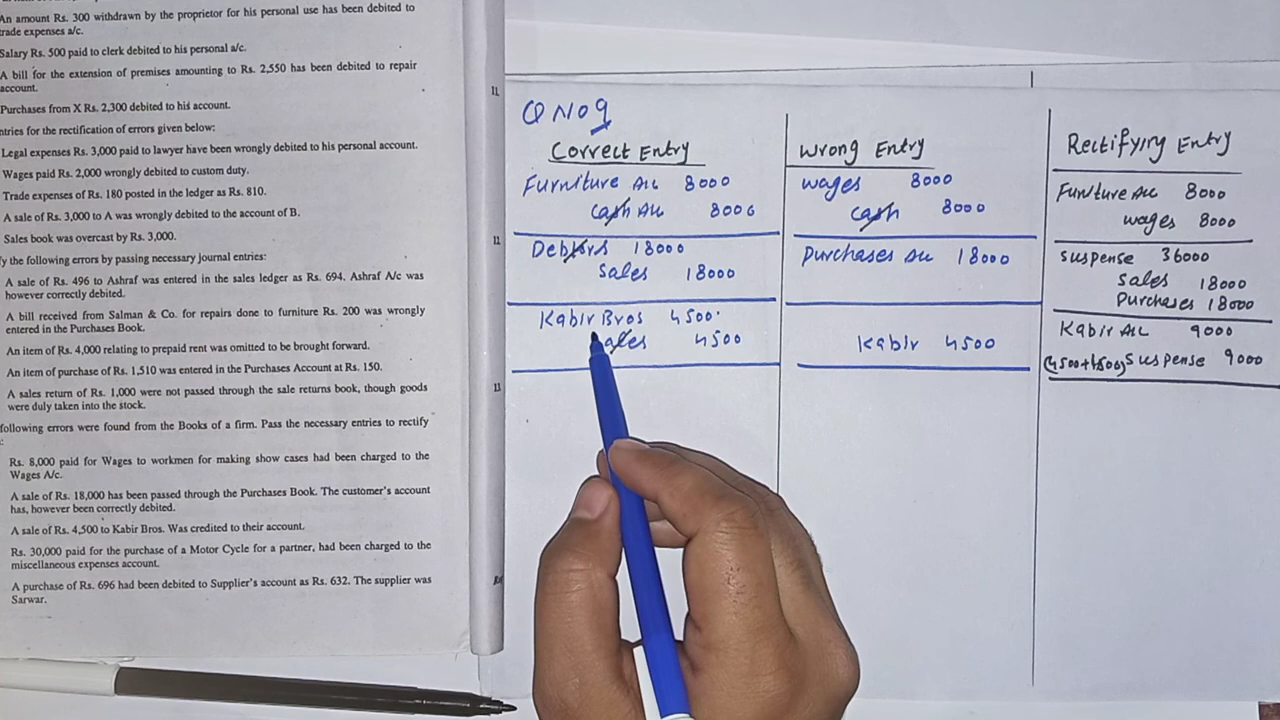 An amount Rs. 300 withdrawn by the proprietor for his personal use has been debited to
trade expenses a/c.
Salary Rs. 500 paid to clerk debited to his personal a/c.
A bill for the extension of premises amounting to Rs. 2,550 has been debited to repair
account.
Purchases from X Rs. 2,300 debited to his account.
ntries for the rectification of errors given below:
Legal expenses Rs. 3,000 paid to lawyer have been wrongly debited to his personal account.
Wages paid Rs. 2,000 wrongly debited to custom duty.
Trade expenses of Rs. 180 posted in the ledger as Rs. 810.
A sale of Rs. 3,000 to A was wrongly debited to the account of B.
Sales book was overcast by Rs. 3,000.
fy the following errors by passing necessary journal entries:
A sale of Rs. 496 to Ashraf was entered in the sales ledger as Rs. 694. Ashraf A/c was
however correctly debited.
A bill received from Salman & Co. for repairs done to furniture Rs. 200 was wrongly
entered in the Purchases Book.
An item of Rs. 4,000 relating to prepaid rent was omitted to be brought forward.
An item of purchase of Rs. 1,510 was entered in the Purchases Account at Rs. 150.
A sales return of Rs. 1,000 were not passed through the sale returns book, though goods
were duly taken into the stock.
following errors were found from the Books of a firm. Pass the necessary entries to rectify
:
Rs. 8,000 paid for Wages to workmen for making show cases had been charged to the
Wages A/c.
A sale of Rs. 18,000 has been passed through the Purchases Book. The customer's account
has, however been correctly debited.
A sale of Rs. 4,500 to Kabir Bros. Was credited to their account.
Rs. 30,000 paid for the purchase of a Motor Cycle for a partner, had been charged to the
miscellaneous expenses account.
A purchase of Rs. 696 had been debited to Supplier's account as Rs. 632. The supplier was
Sarwar.
11
12
13
Q NO 9
Correct Entry
Furniture A/c 8000
cash A/c 8000
Debtors 18000
Sales 18000
Kabir Bros 4500
ales 4500
Wrong Entry
wages 8000
cash 8000
Purchases A/c 18000
Kabir 4500
Rectifying Entry
Funiture A/c 8000
wages 8000
Suspense 36000
Sales 18000
Purchases 18000
Kabir A/c 9000
(4500+4500) Suspense 9000